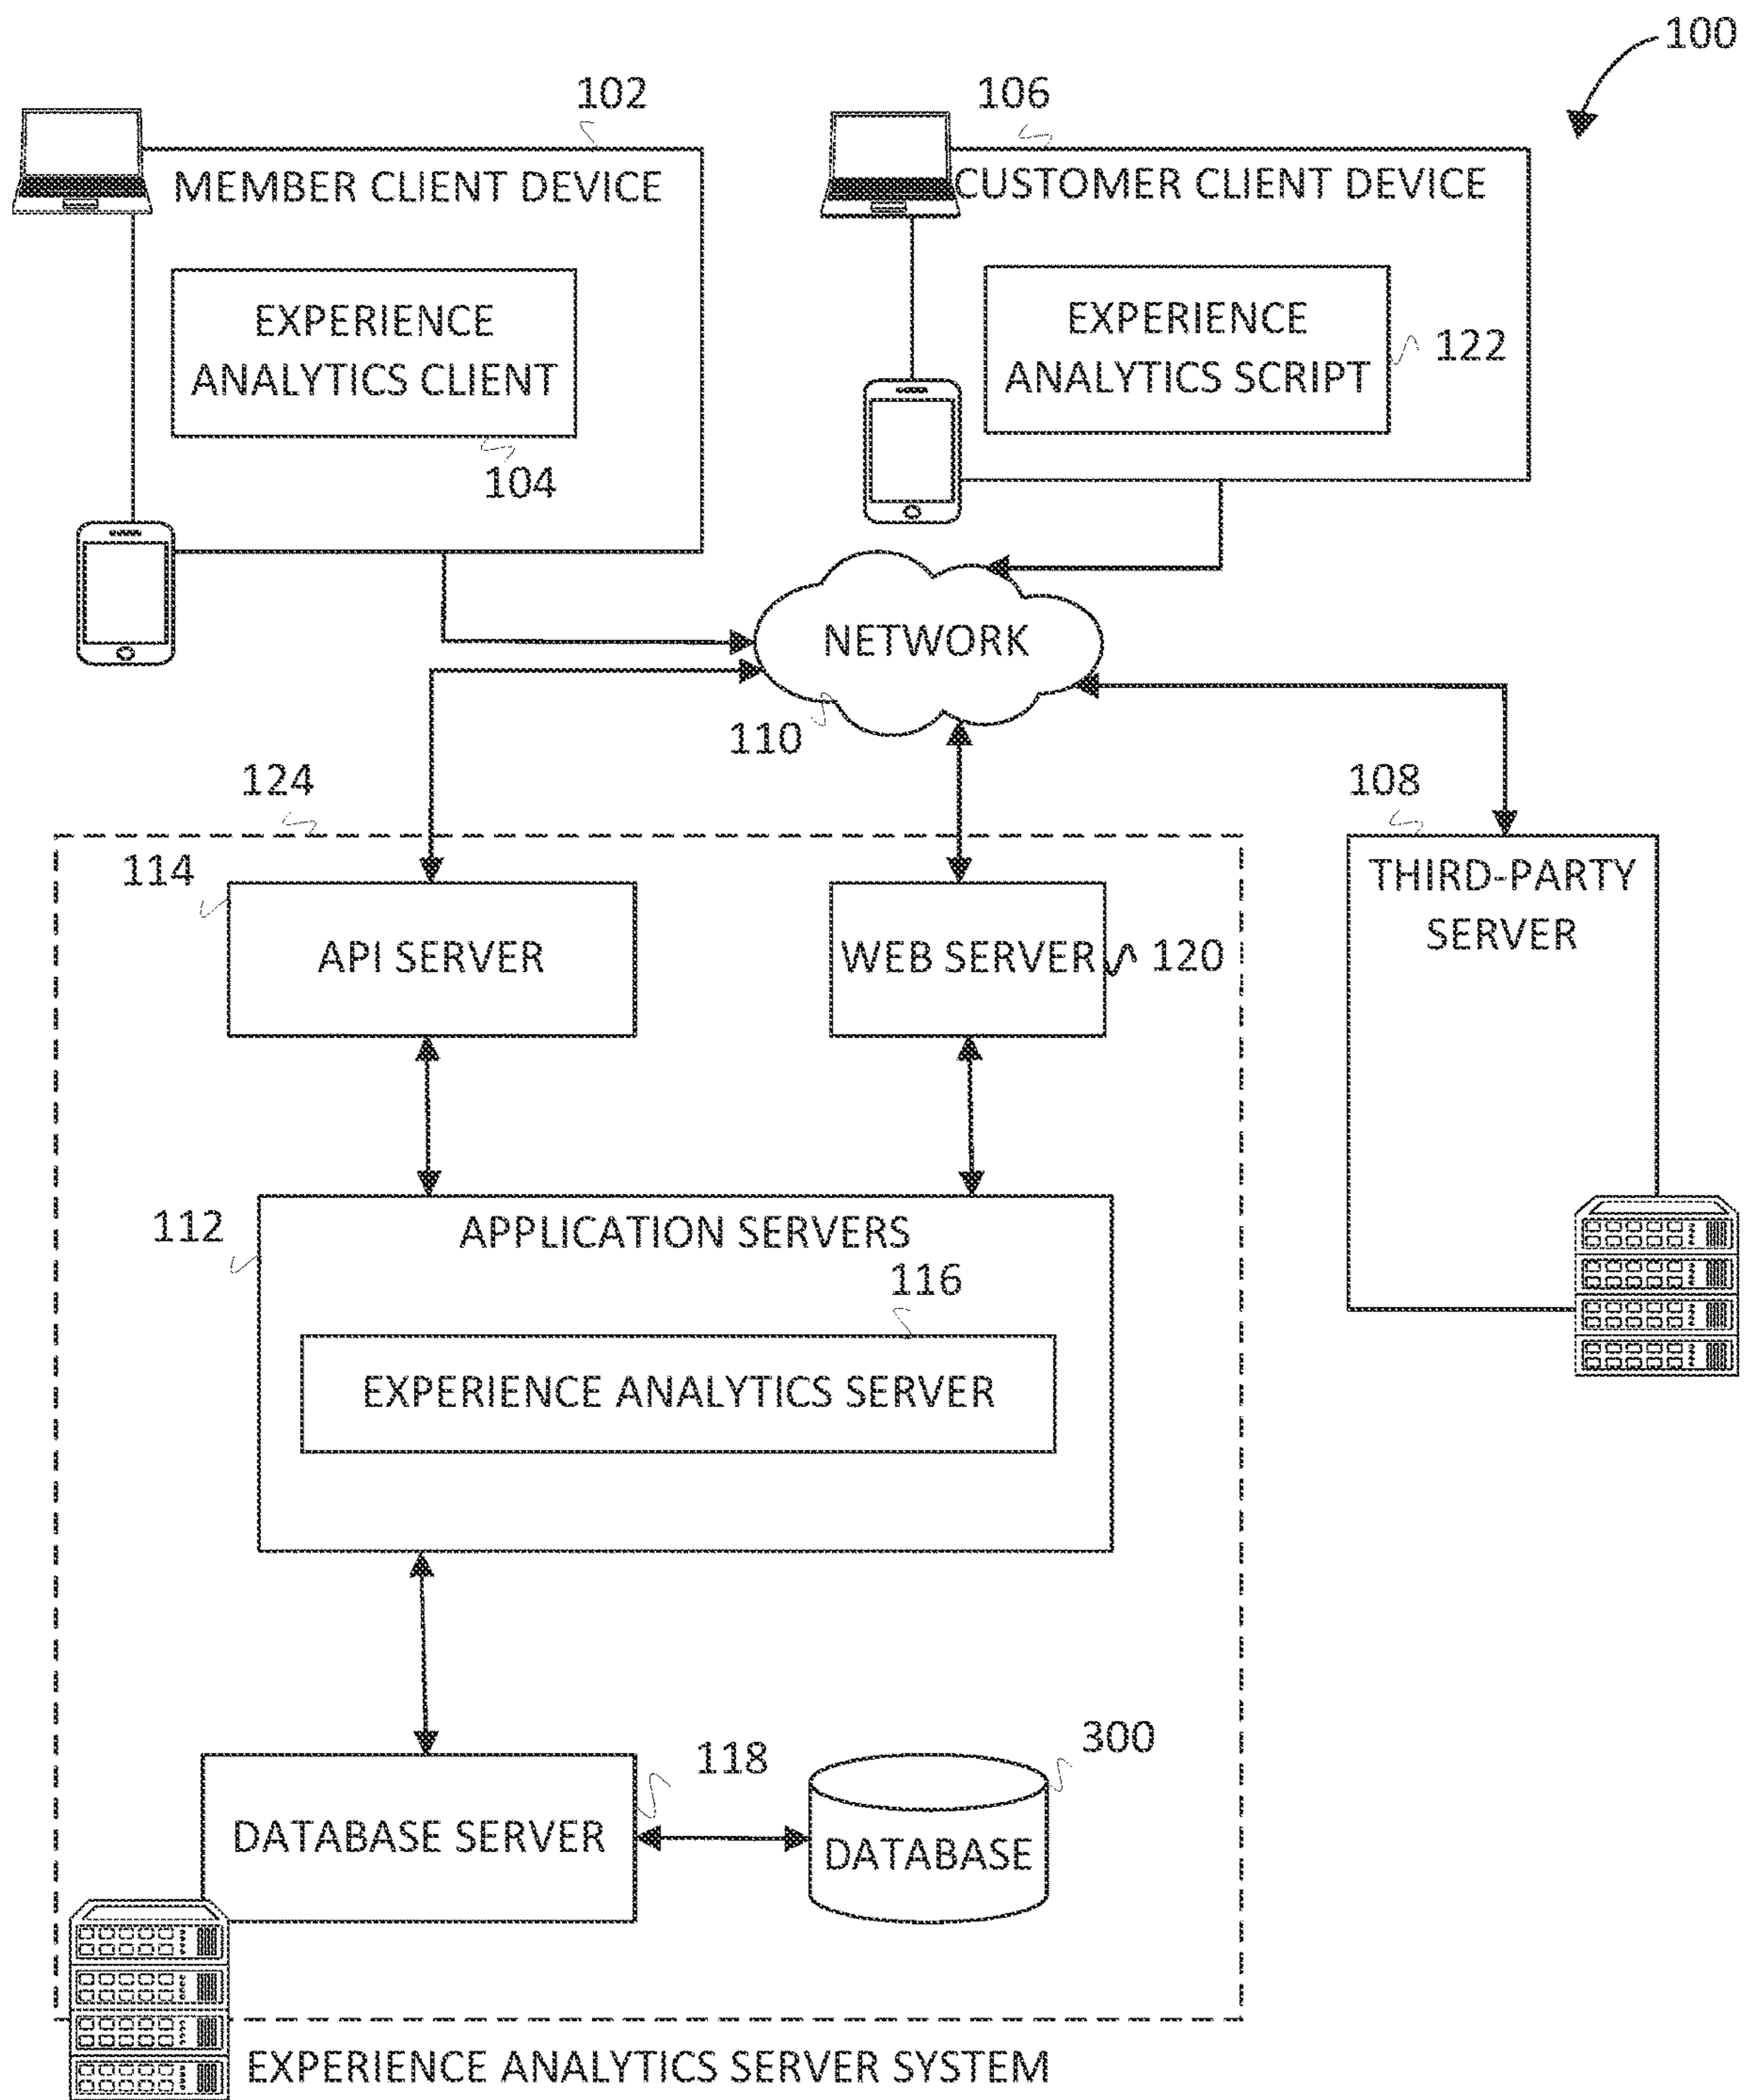 100
102
106
MEMBER CLIENT DEVICE
CUSTOMER CLIENT DEVICE
EXPERIENCE
ANALYTICS CLIENT
104
EXPERIENCE
ANALYTICS SCRIPT
122
NETWORK
110
124
108
114
API SERVER
WEB SERVER
120
THIRD-PARTY
SERVER
112
APPLICATION SERVERS
116
EXPERIENCE ANALYTICS SERVER
118
300
DATABASE SERVER
DATABASE
EXPERIENCE ANALYTICS SERVER SYSTEM